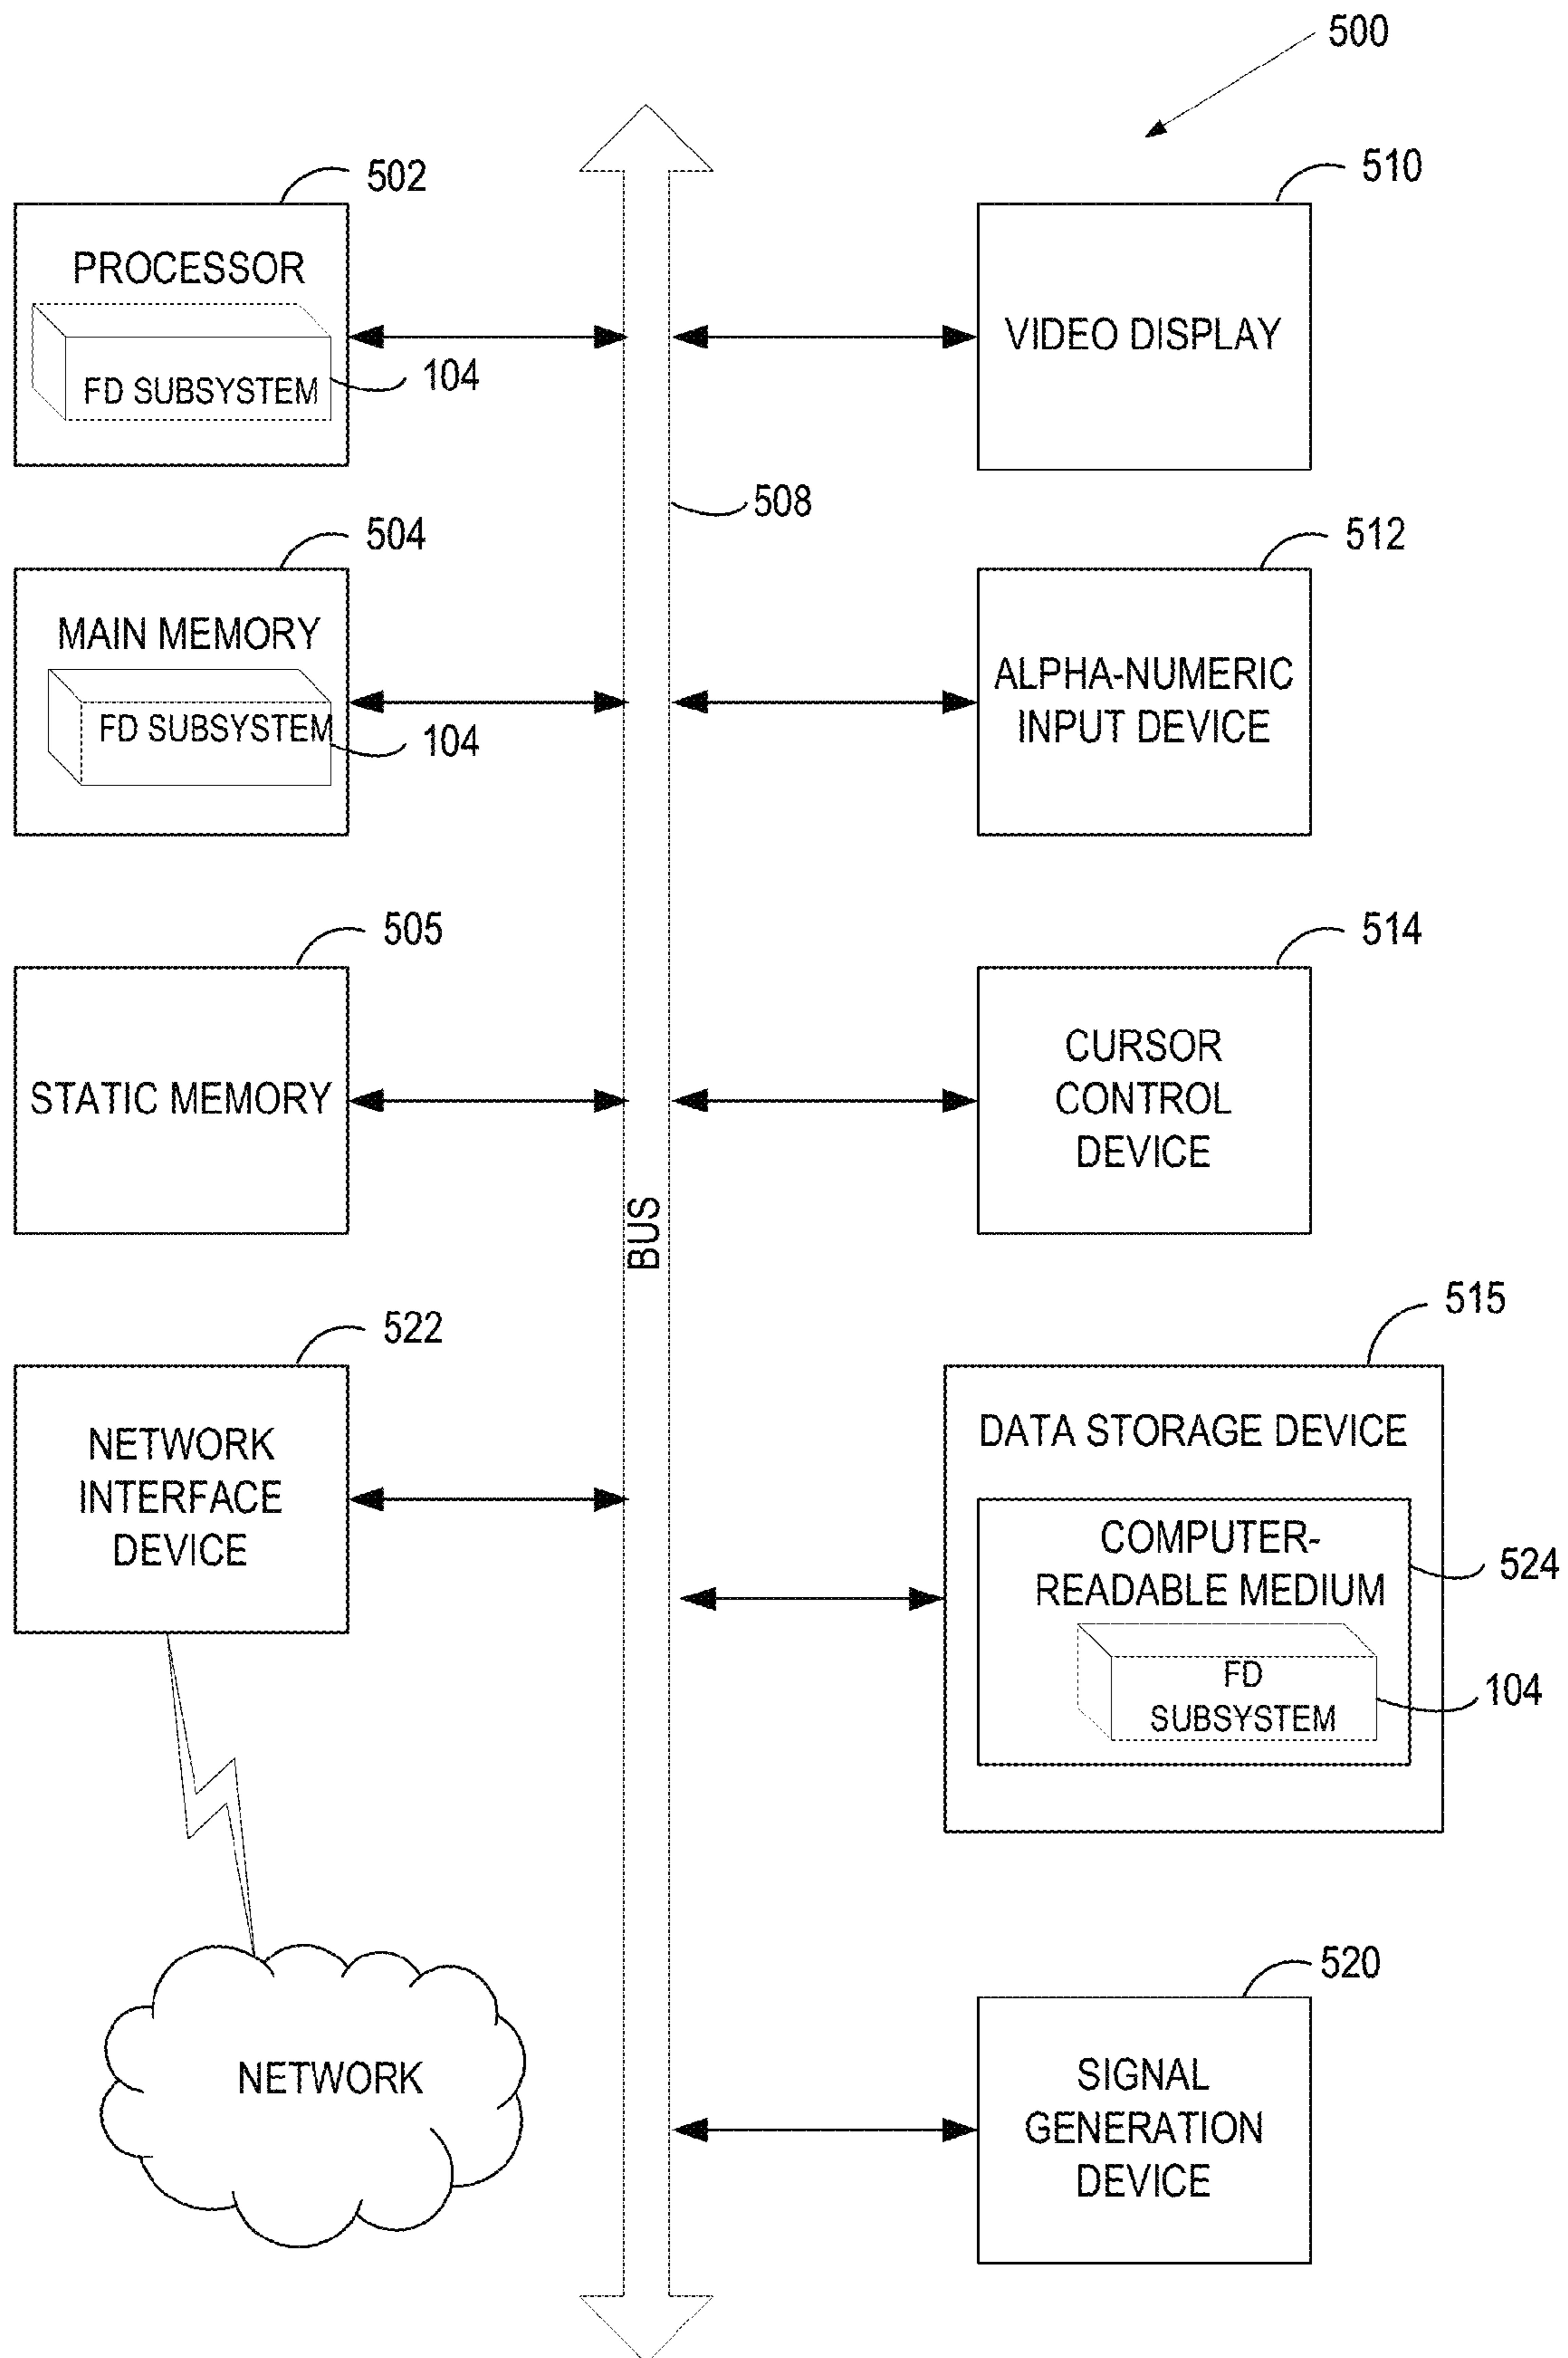 500
502
PROCESSOR
FD SUBSYSTEM
104
510
VIDEO DISPLAY
508
504
MAIN MEMORY
FD SUBSYSTEM
104
512
ALPHA-NUMERIC
INPUT DEVICE
505
STATIC MEMORY
514
CURSOR
CONTROL
DEVICE
BUS
522
NETWORK
INTERFACE
DEVICE
515
DATA STORAGE DEVICE
COMPUTER-
READABLE MEDIUM
524
FD
SUBSYSTEM
104
NETWORK
520
SIGNAL
GENERATION
DEVICE